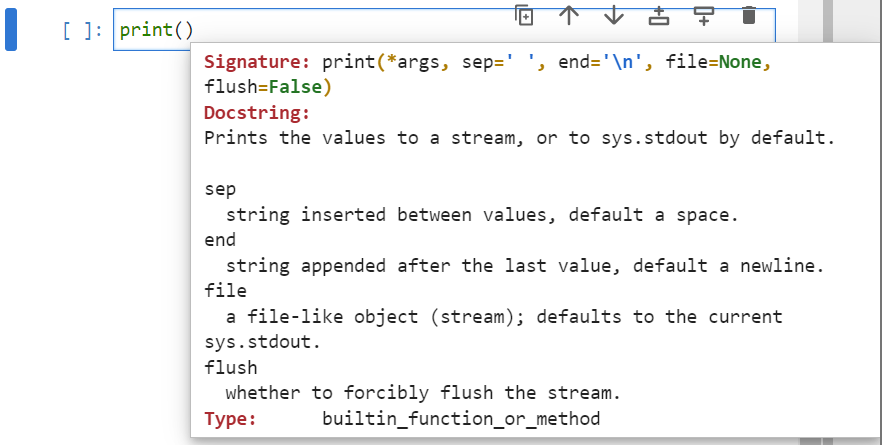 [ ]: print()
Signature: print(*args, sep=' ', end='\n', file=None,
flush=False)
Docstring:
Prints the values to a stream, or to sys.stdout by default.

sep
  string inserted between values, default a space.
end
  string appended after the last value, default a newline.
file
  a file-like object (stream); defaults to the current
sys.stdout.
flush
  whether to forcibly flush the stream.
Type:      builtin_function_or_method